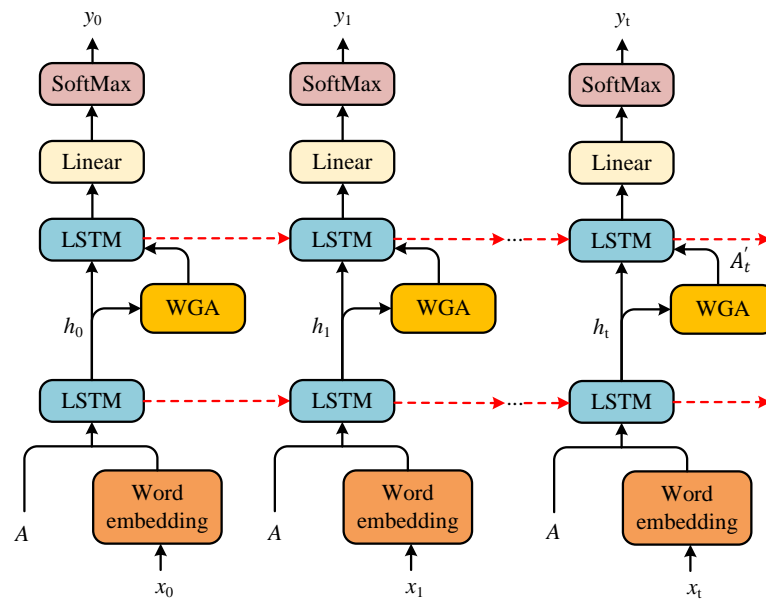 y₀ y₁ yₜ
SoftMax SoftMax SoftMax
Linear Linear Linear
LSTM LSTM ... LSTM
A′ₜ
WGA WGA WGA
h₀ h₁ hₜ
LSTM LSTM ... LSTM
Word Word Word
embedding embedding embedding
A A A
x₀ x₁ xₜ